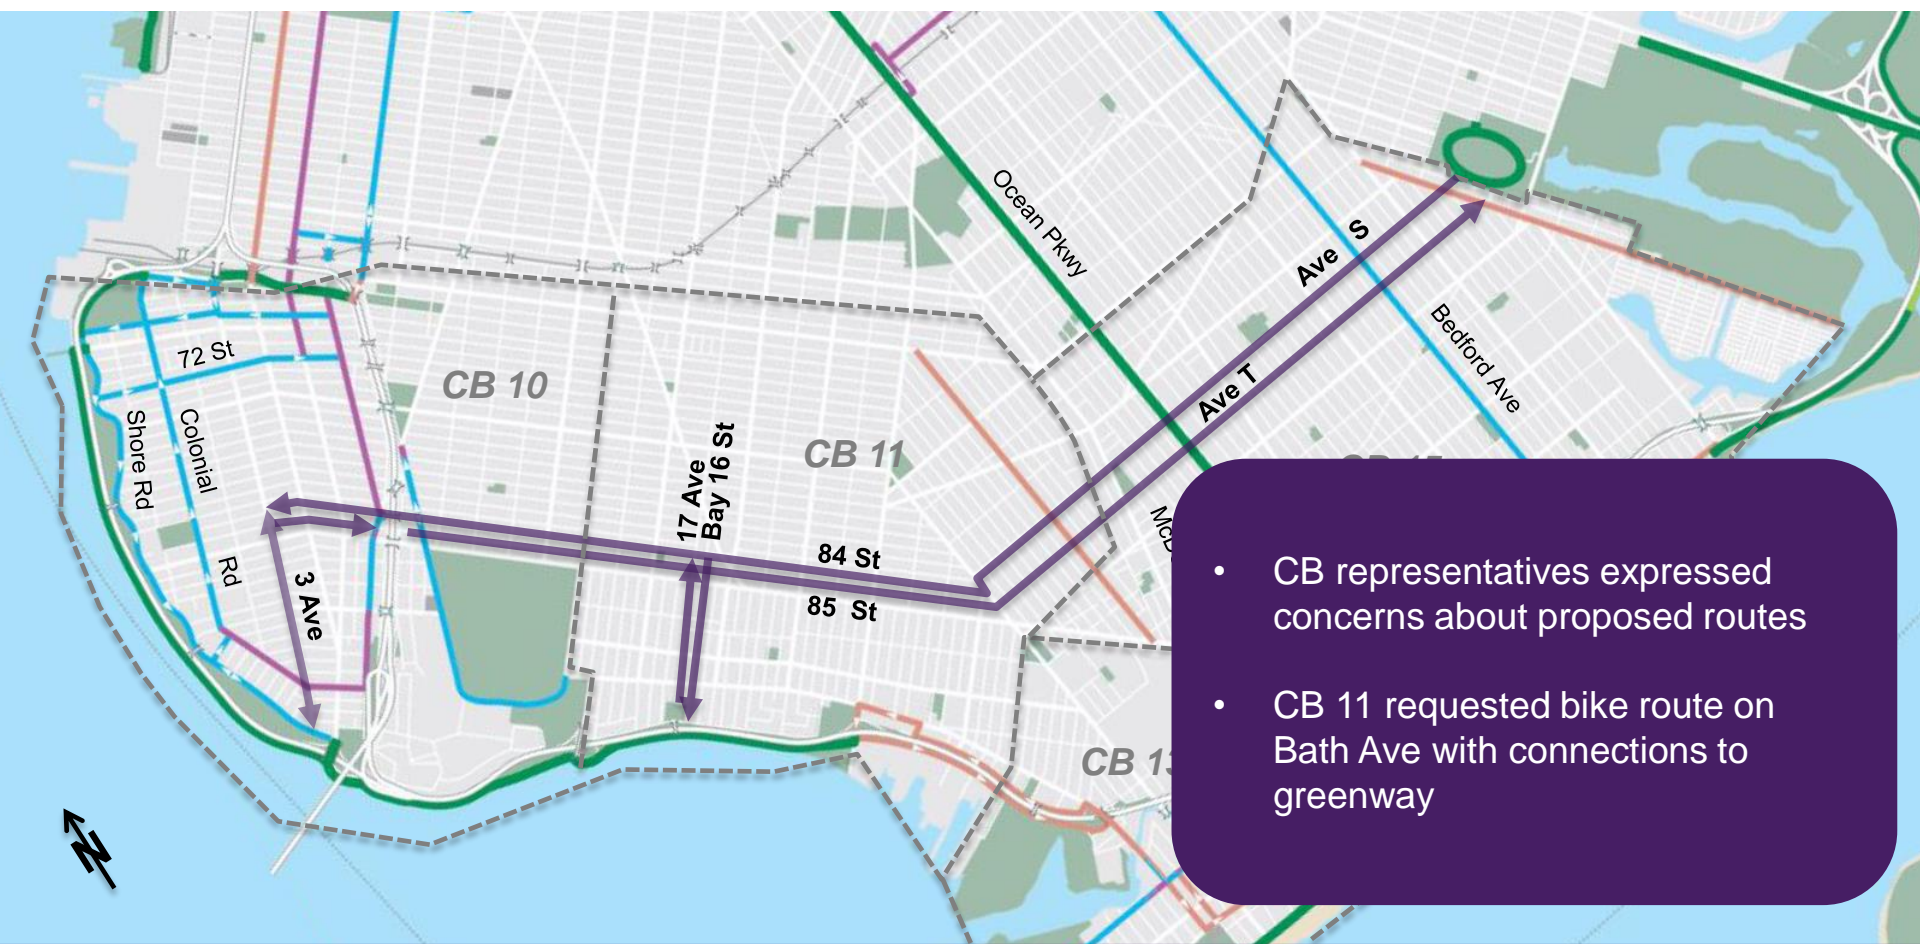 Ocean Pkwy
Ave S
Ave T
Bedford Ave
72 St
CB 10
Shore Rd
Colonial
Rd
3 Ave
17 Ave
Bay 16 St
CB 11
84 St
85 St
CB 13
• CB representatives expressed
concerns about proposed routes
• CB 11 requested bike route on
Bath Ave with connections to
greenway
N